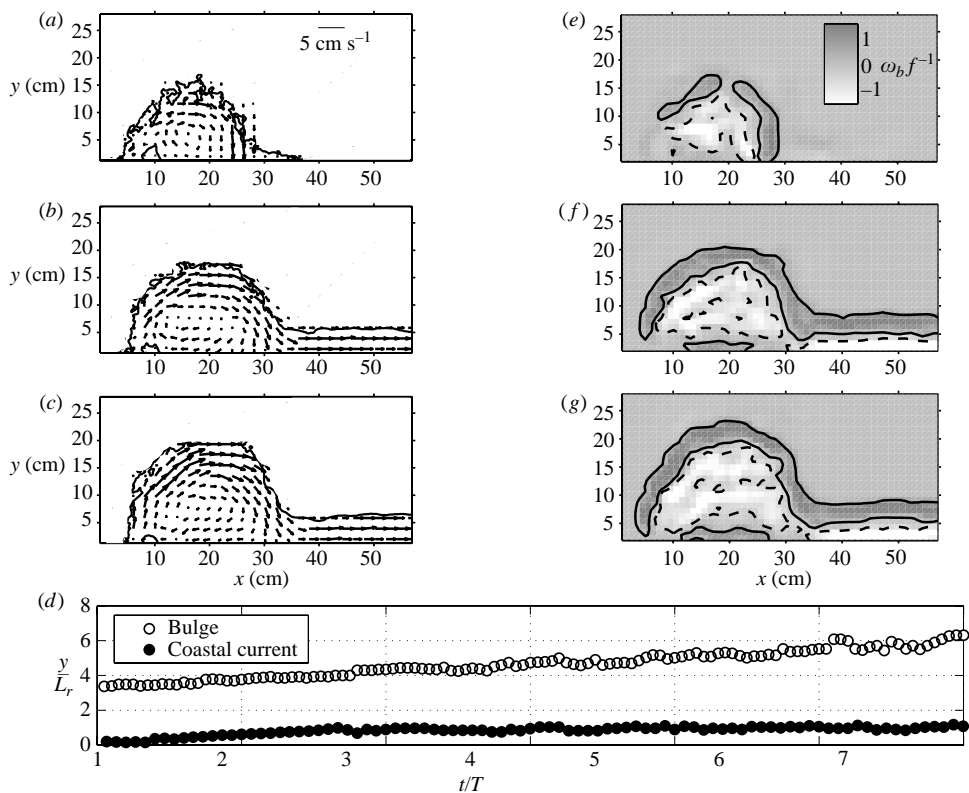 (a)
25
20
y (cm) 15
10
5
10 20 30 40 50
5 cm s⁻¹
(e)
25
20
15
10
5
10 20 30 40 50
1
0 ω_b f⁻¹
−1
(b)
25
20
y (cm) 15
10
5
10 20 30 40 50
(f)
25
20
15
10
5
10 20 30 40 50
(c)
25
20
y (cm) 15
10
5
10 20 30 40 50
x (cm)
(g)
25
20
15
10
5
10 20 30 40 50
x (cm)
(d)
8
6
4
2
0
y
L_r
Bulge
Coastal current
1 2 3 4 5 6 7
t/T